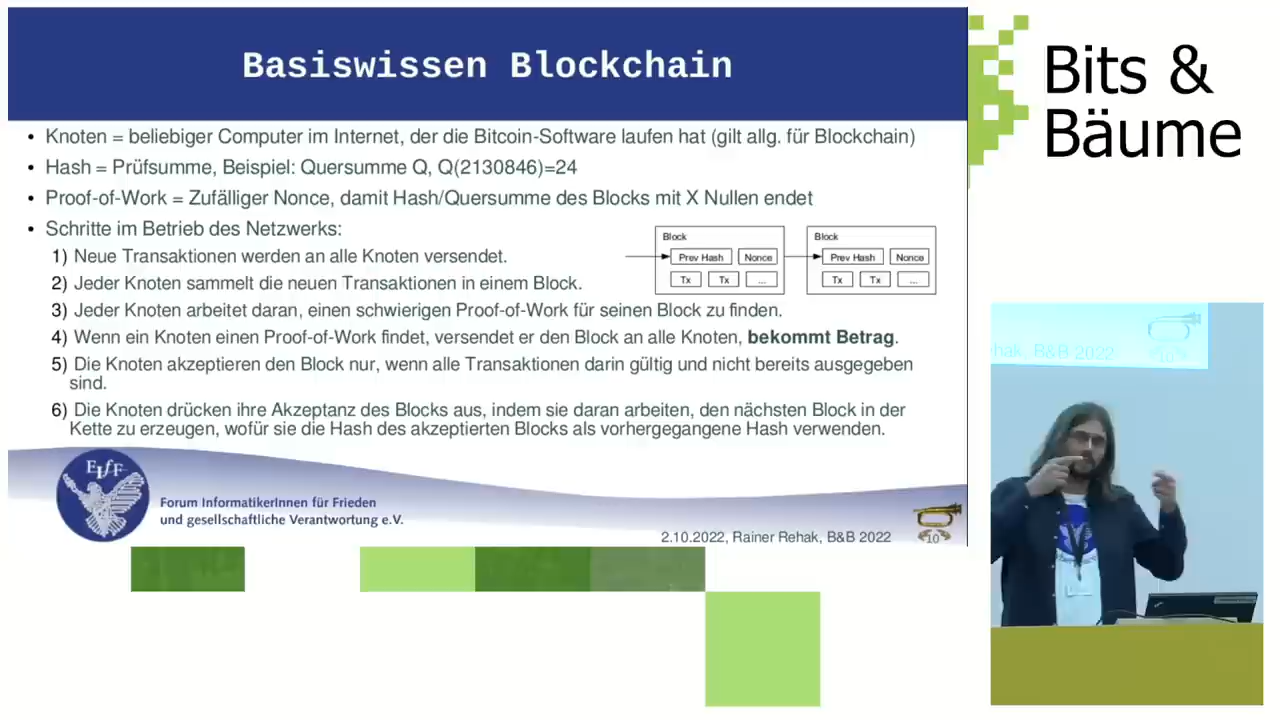 Basiswissen Blockchain
• Knoten = beliebiger Computer im Internet, der die Bitcoin-Software laufen hat (gilt allg. für Blockchain)
• Hash = Prüfsumme, Beispiel: Quersumme Q, Q(2130846)=24
• Proof-of-Work = Zufälliger Nonce, damit Hash/Quersumme des Blocks mit X Nullen endet
• Schritte im Betrieb des Netzwerks:
1) Neue Transaktionen werden an alle Knoten versendet.
2) Jeder Knoten sammelt die neuen Transaktionen in einem Block.
3) Jeder Knoten arbeitet daran, einen schwierigen Proof-of-Work für seinen Block zu finden.
4) Wenn ein Knoten einen Proof-of-Work findet, versendet er den Block an alle Knoten, bekommt Betrag.
5) Die Knoten akzeptieren den Block nur, wenn alle Transaktionen darin gültig und nicht bereits ausgegeben
sind.
6) Die Knoten drücken ihre Akzeptanz des Blocks aus, indem sie daran arbeiten, den nächsten Block in der
Kette zu erzeugen, wofür sie die Hash des akzeptierten Blocks als vorhergegangene Hash verwenden.
Block
Prev Hash Nonce
Tx Tx ...
Block
Prev Hash Nonce
Tx Tx ...
FIfF
Forum InformatikerInnen für Frieden
und gesellschaftliche Verantwortung e.V.
2.10.2022, Rainer Rehak, B&B 2022
10
Bits &
Bäume
hak, B&B 2022
10